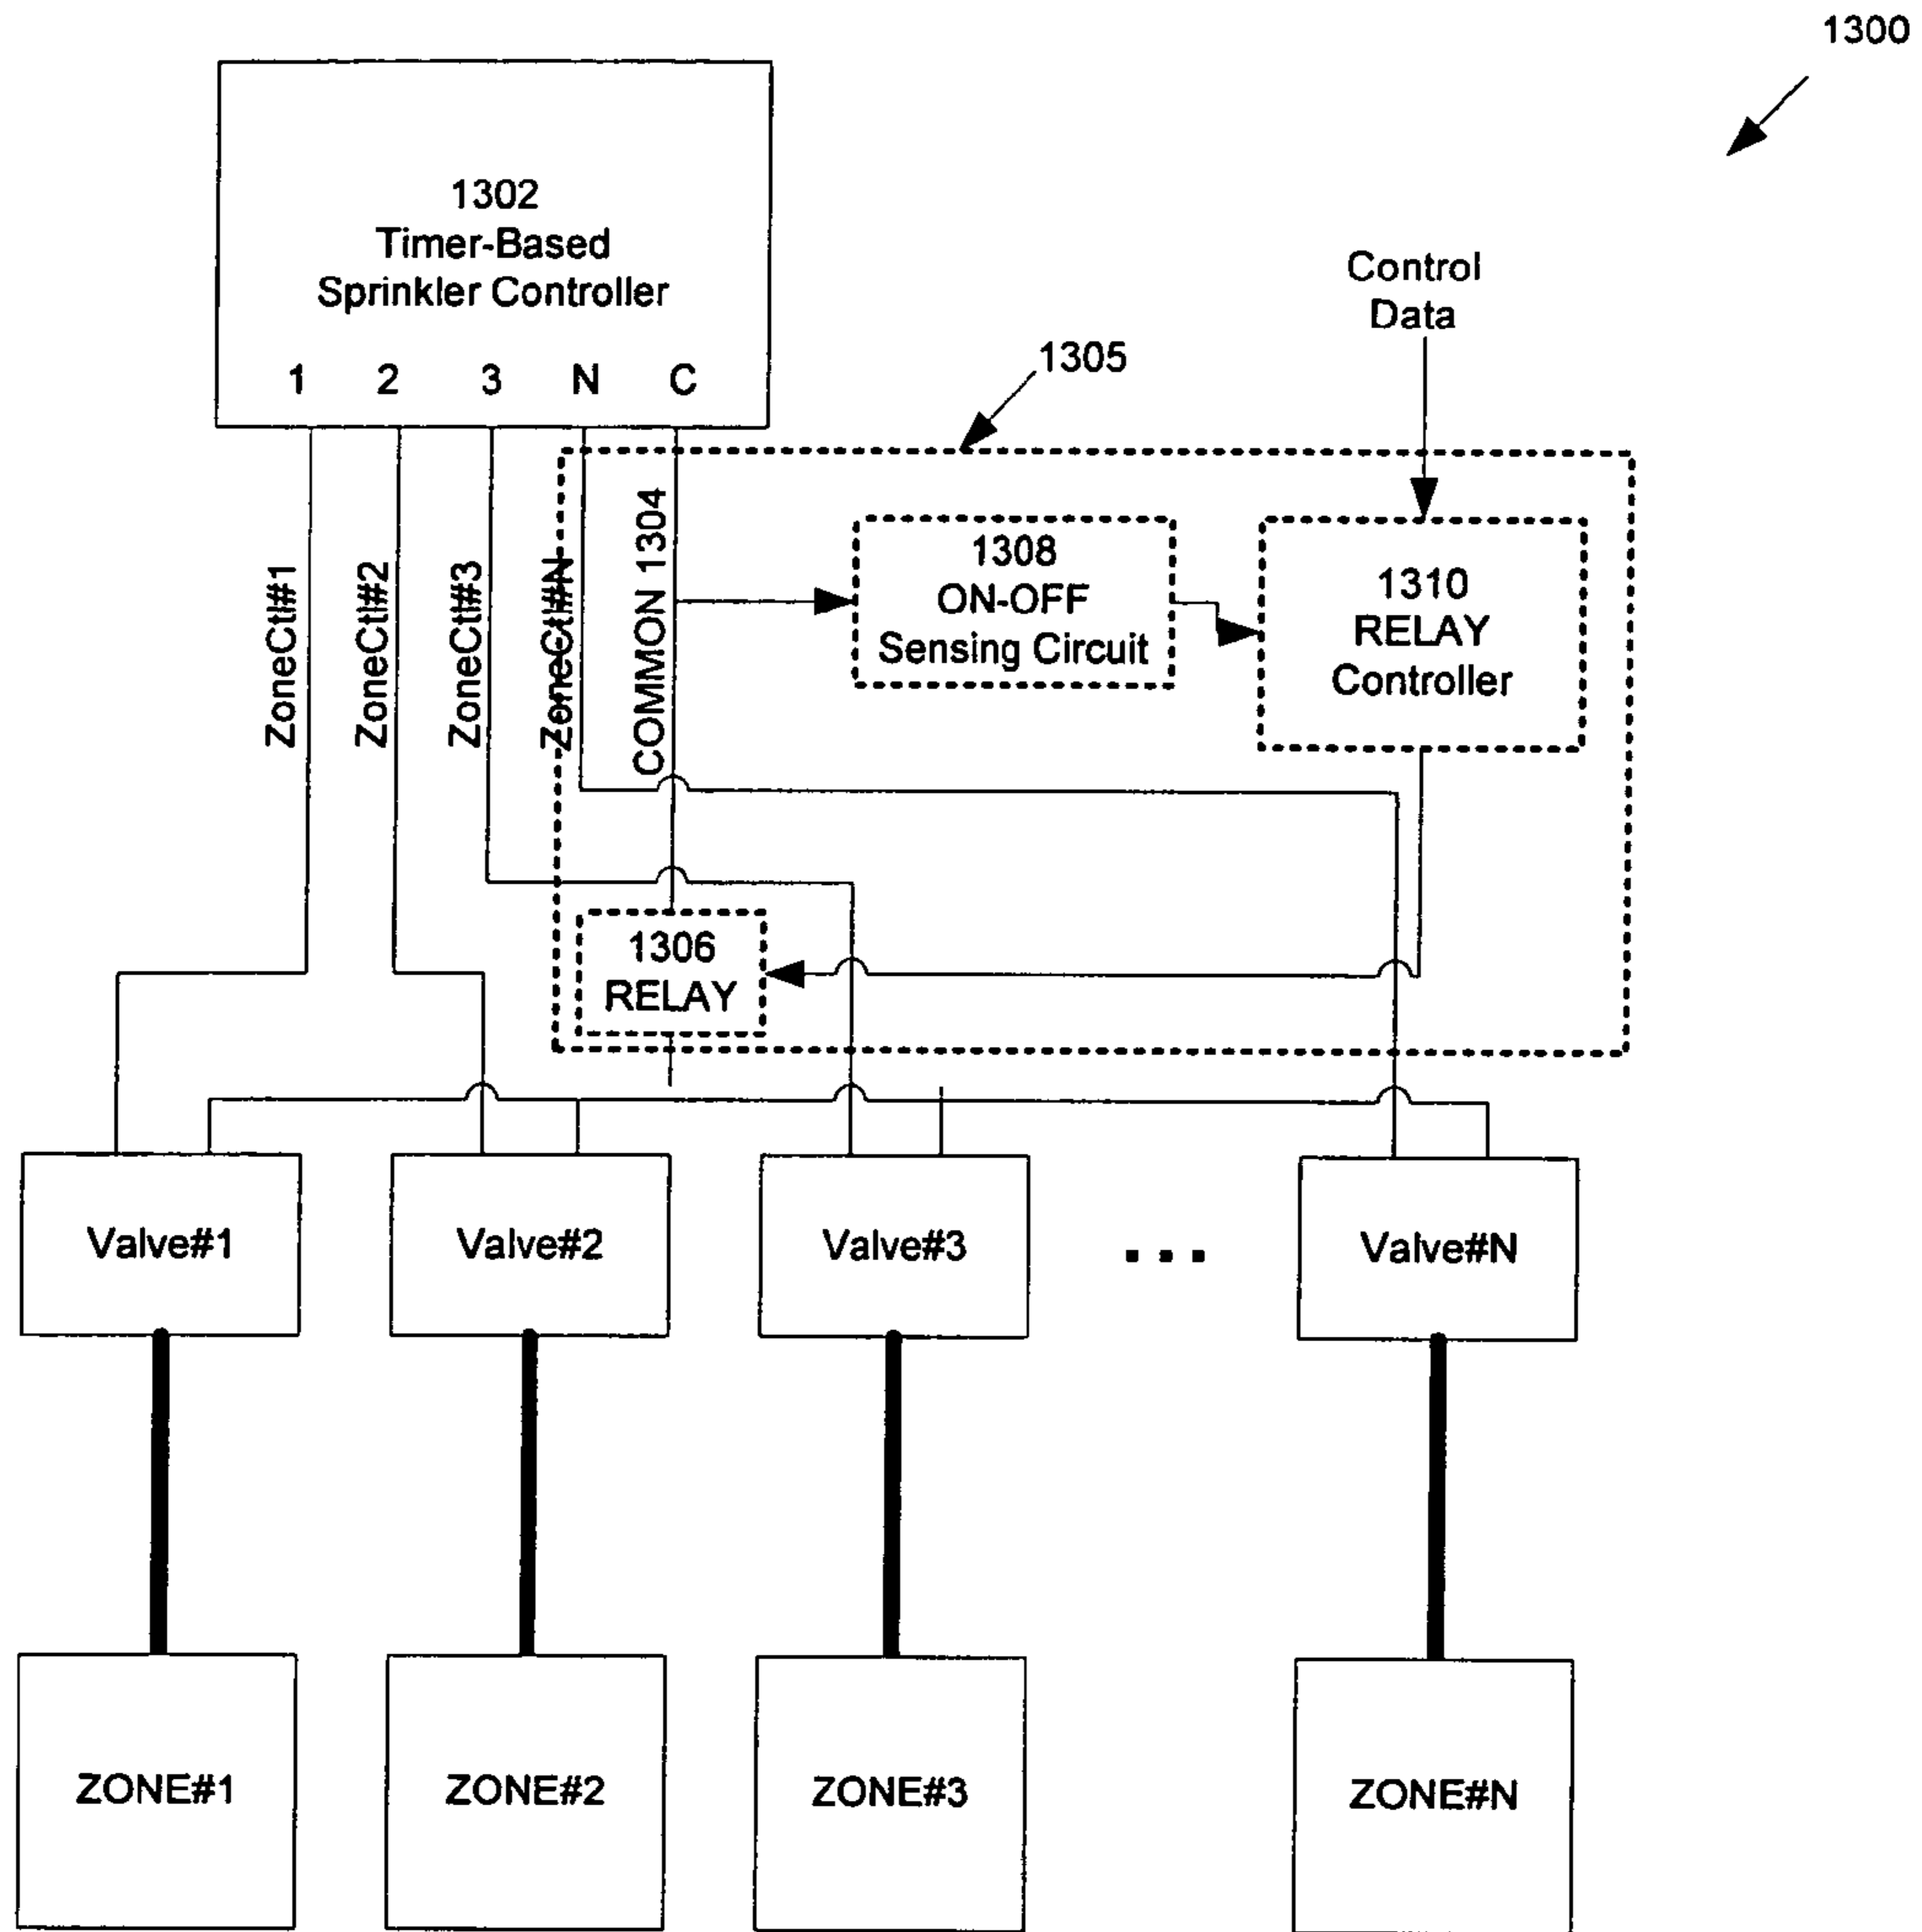 1300
1302
Timer-Based
Sprinkler Controller
1 2 3 N C
Control
Data
1305
ZoneCtl#1
ZoneCtl#2
ZoneCtl#3
ZoneCtl#N
COMMON 1304
1308
ON-OFF
Sensing Circuit
1310
RELAY
Controller
1306
RELAY
Valve#1
Valve#2
Valve#3
...
Valve#N
ZONE#1
ZONE#2
ZONE#3
ZONE#N